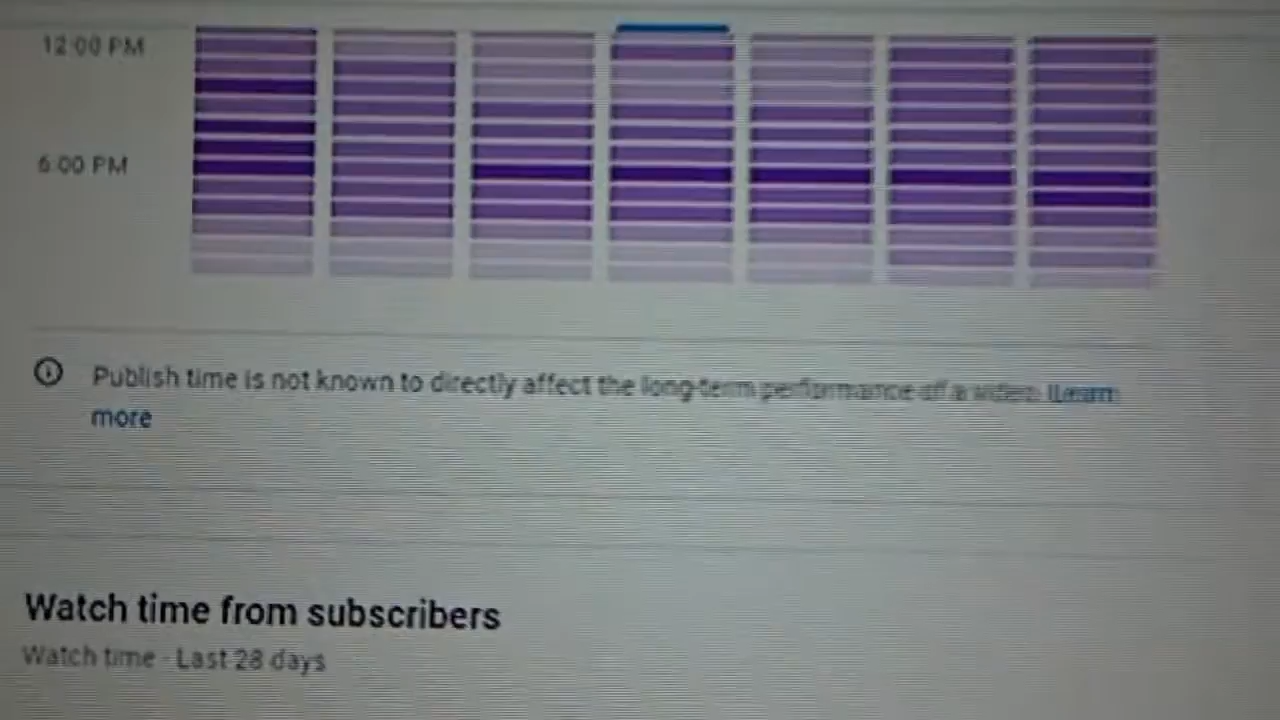 12:00 PM
6:00 PM
Publish time is not known to directly affect the long-term performance of a video. Learn
more
Watch time from subscribers
Watch time · Last 28 days